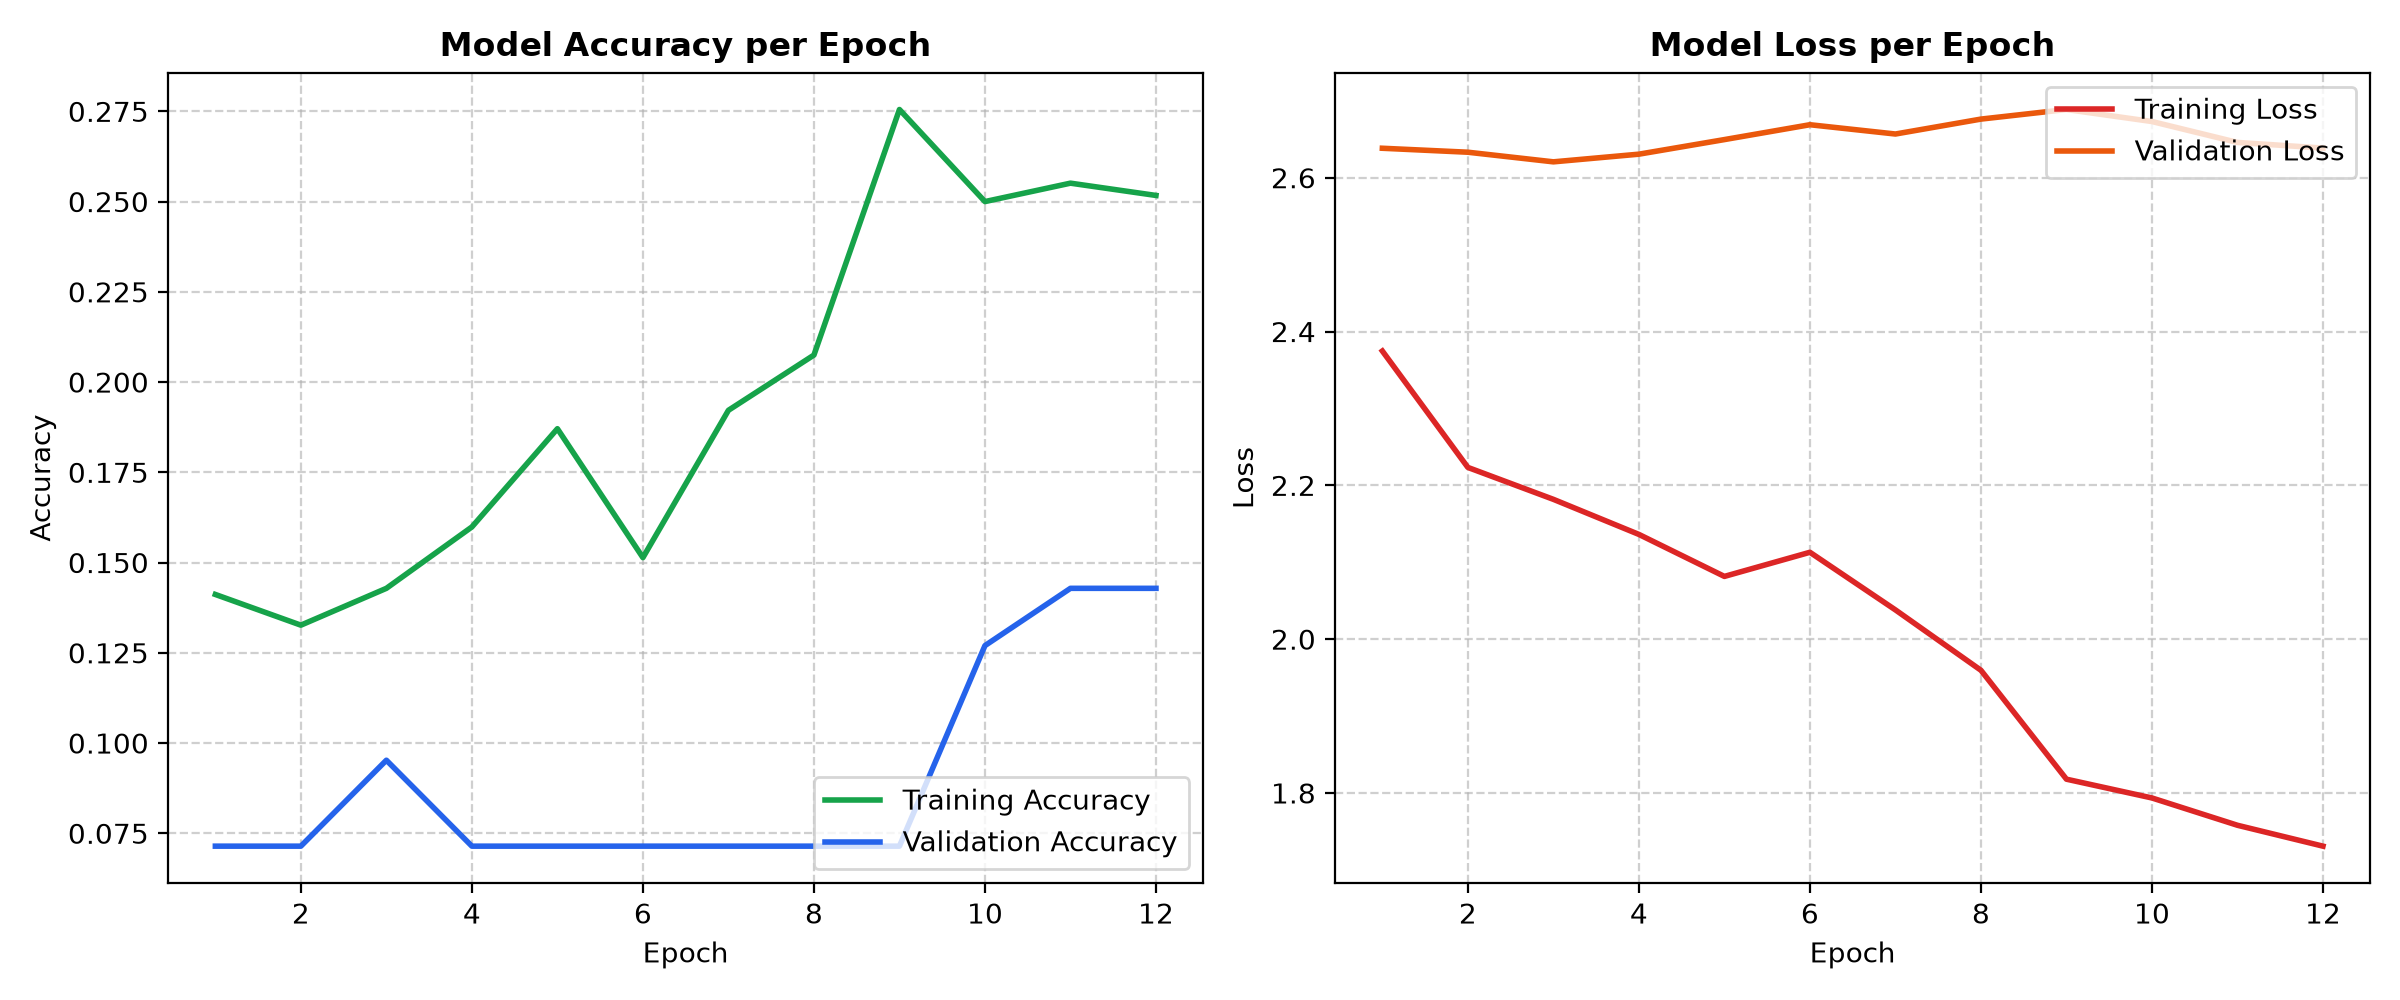 Model Accuracy per Epoch
0.275
0.250
0.225
0.200
0.175
0.150
0.125
0.100
0.075
Accuracy
Training Accuracy
Validation Accuracy
2 4 6 8 10 12
Epoch
Model Loss per Epoch
Training Loss
Validation Loss
2.6
2.4
2.2
2.0
1.8
Loss
2 4 6 8 10 12
Epoch